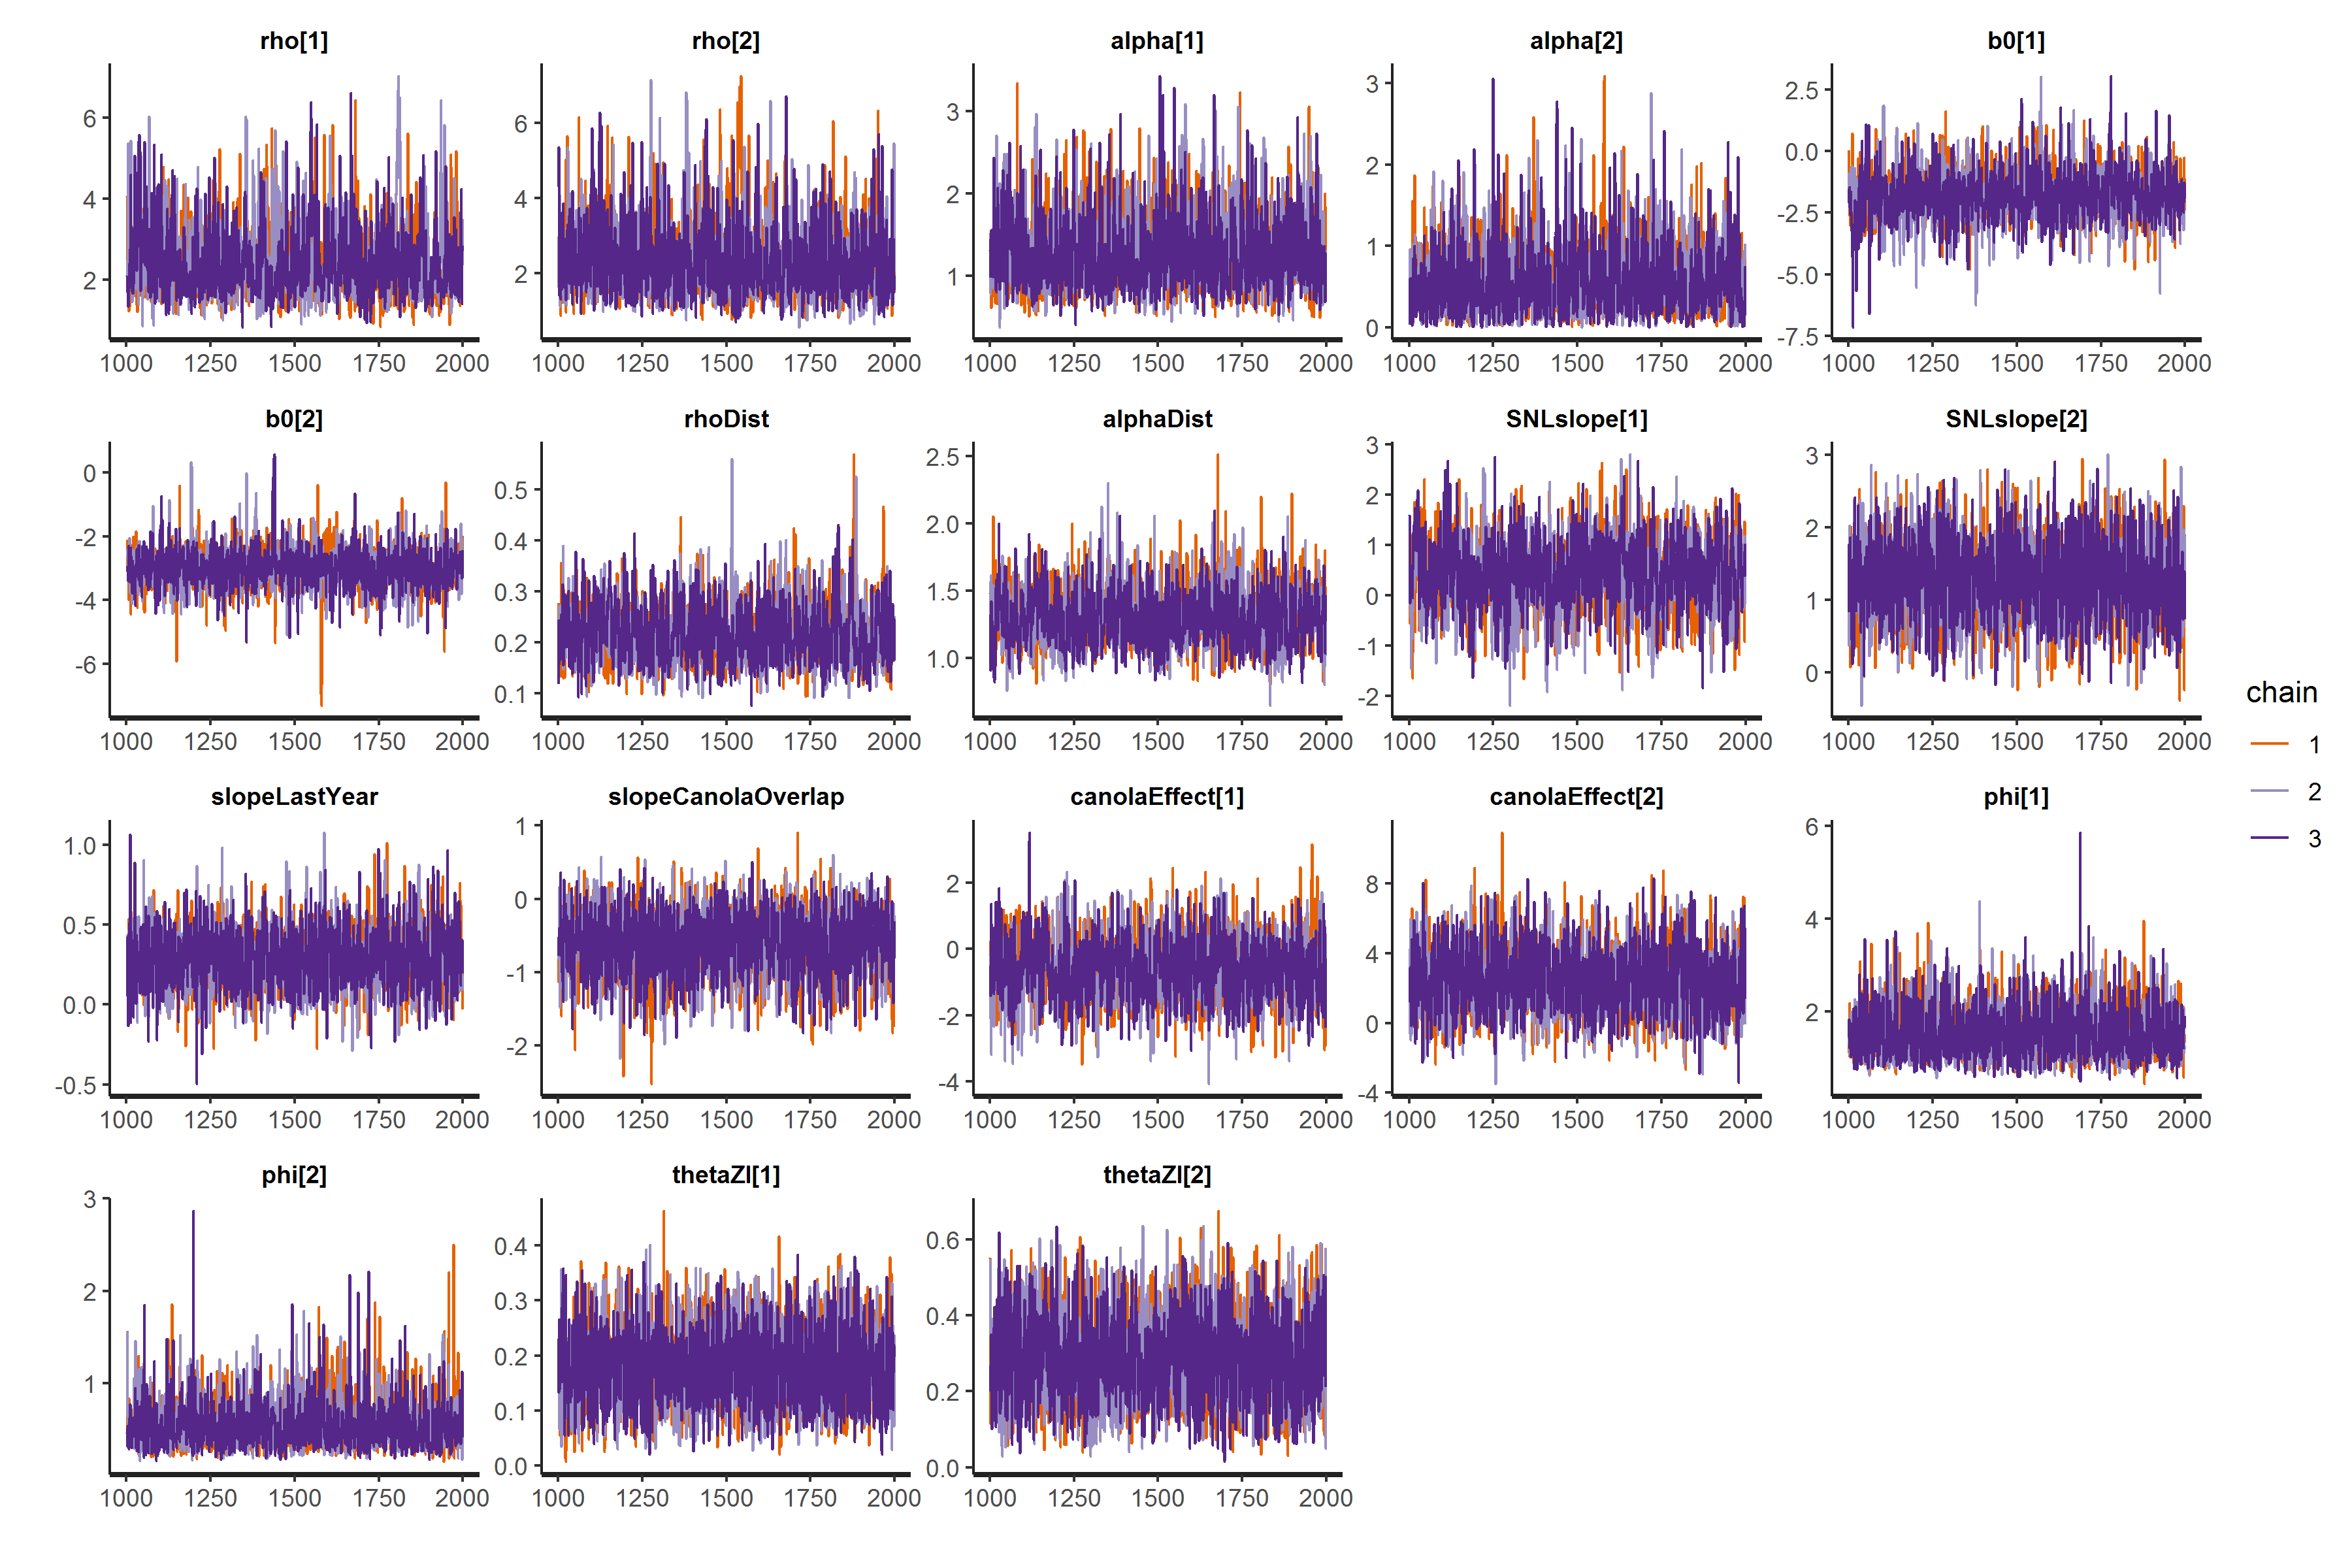 rho[1] rho[2] alpha[1] alpha[2] b0[1]
6 4 2 6 4 2 3 2 1 3 2 1 0 2.5 0.0 -2.5 -5.0 -7.5
1000 1250 1500 1750 2000 1000 1250 1500 1750 2000 1000 1250 1500 1750 2000 1000 1250 1500 1750 2000 1000 1250 1500 1750 2000
b0[2] rhoDist alphaDist SNLslope[1] SNLslope[2]
0 -2 -4 -6 0.5 0.4 0.3 0.2 0.1 2.5 2.0 1.5 1.0 3 2 1 0 -1 -2 3 2 1 0
1000 1250 1500 1750 2000 1000 1250 1500 1750 2000 1000 1250 1500 1750 2000 1000 1250 1500 1750 2000 1000 1250 1500 1750 2000
slopeLastYear slopeCanolaOverlap canolaEffect[1] canolaEffect[2] phi[1]
1.0 0.5 0.0 -0.5 1 0 -1 -2 2 0 -2 -4 8 4 0 -4 6 4 2
1000 1250 1500 1750 2000 1000 1250 1500 1750 2000 1000 1250 1500 1750 2000 1000 1250 1500 1750 2000 1000 1250 1500 1750 2000
phi[2] thetaZI[1] thetaZI[2]
3 2 1 0.4 0.3 0.2 0.1 0.0 0.6 0.4 0.2 0.0
1000 1250 1500 1750 2000 1000 1250 1500 1750 2000 1000 1250 1500 1750 2000
chain
1
2
3